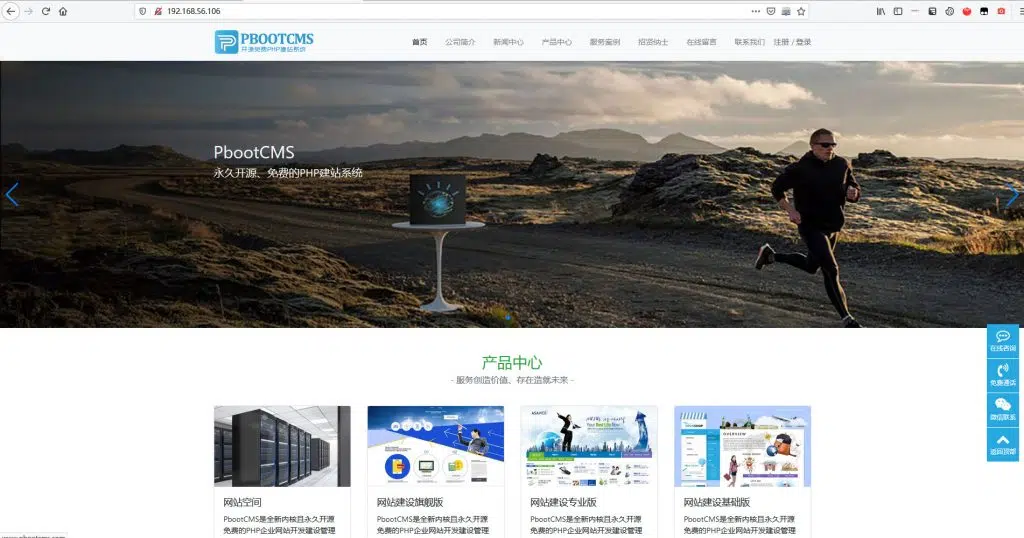 192.168.56.106
PBOOTCMS
开源免费PHP建站系统
首页 公司简介 新闻中心 产品中心 服务案例 招贤纳士 在线留言 联系我们 注册 / 登录
PbootCMS
永久开源、免费的PHP建站系统
在线咨询
免费通话
微信联系
返回顶部
产品中心
- 服务创造价值、存在造就未来 -
OVERVIEW
网站空间 网站建设旗舰版 网站建设专业版 网站建设基础版
PbootCMS是全新内核且永久开源 PbootCMS是全新内核且永久开源 PbootCMS是全新内核且永久开源 PbootCMS是全新内核且永久开源
免费的PHP企业网站开发建设管理 免费的PHP企业网站开发建设管理 免费的PHP企业网站开发建设管理 免费的PHP企业网站开发建设管理